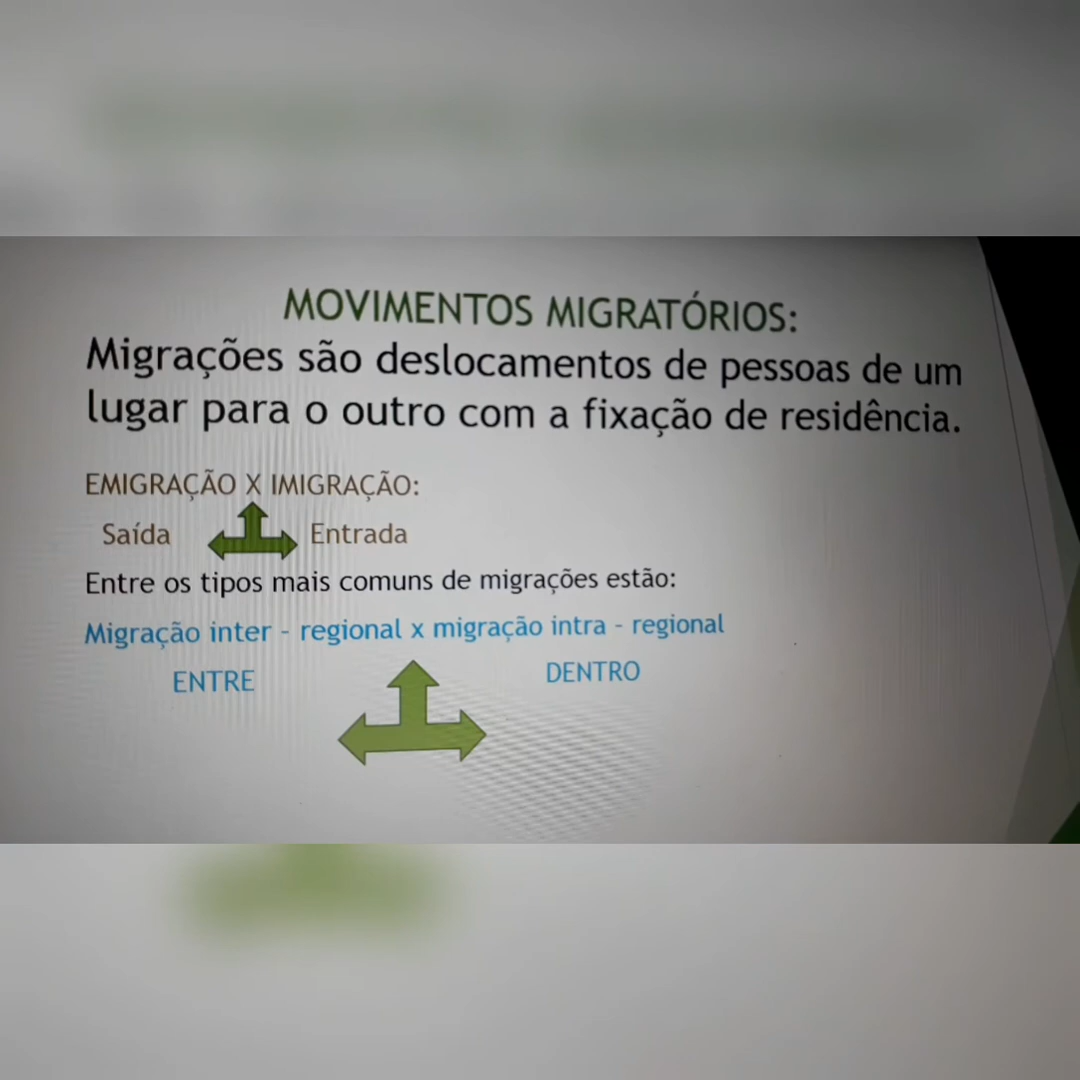 MOVIMENTOS MIGRATÓRIOS:
Migrações são deslocamentos de pessoas de um
lugar para o outro com a fixação de residência.
EMIGRAÇÃO X IMIGRAÇÃO:
Saída Entrada
Entre os tipos mais comuns de migrações estão:
Migração inter - regional x migração intra - regional
ENTRE DENTRO